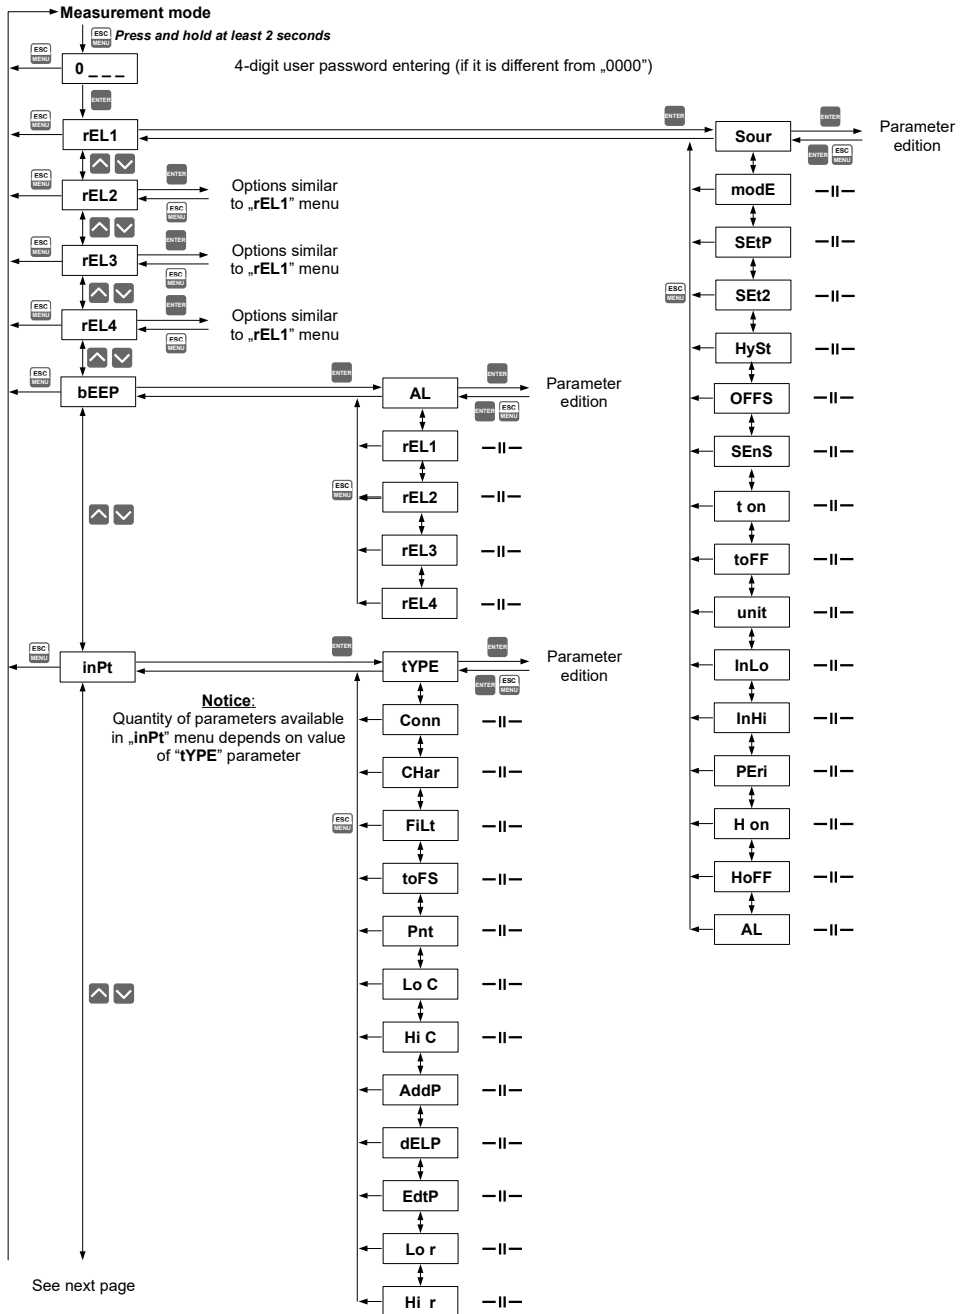 Measurement mode
ESC
MENU
Press and hold at least 2 seconds
ESC
MENU
0 _ _ _
4-digit user password entering (if it is different from „0000”)
ENTER
ESC
MENU
rEL1
ENTER
Sour
ENTER
ENTER
ESC
MENU
Parameter
edition
modE
—II—
ESC
MENU
rEL2
ENTER
ESC
MENU
Options similar
to „rEL1” menu
SEtP
—II—
ESC
MENU
rEL3
ENTER
ESC
MENU
Options similar
to „rEL1” menu
ESC
MENU
SEt2
—II—
ESC
MENU
rEL4
ENTER
ESC
MENU
Options similar
to „rEL1” menu
HySt
—II—
ESC
MENU
bEEP
ENTER
AL
ENTER
ENTER
ESC
MENU
Parameter
edition
OFFS
—II—
rEL1
—II—
SEnS
—II—
ESC
MENU
rEL2
—II—
t on
—II—
rEL3
—II—
toFF
—II—
rEL4
—II—
unit
—II—
ESC
MENU
inPt
ENTER
tYPE
ENTER
ENTER
ESC
MENU
Parameter
edition
InLo
—II—
Notice:
Quantity of parameters available
in „inPt” menu depends on value
of “tYPE” parameter
Conn
—II—
InHi
—II—
CHar
—II—
PEri
—II—
ESC
MENU
FiLt
—II—
H on
—II—
toFS
—II—
HoFF
—II—
Pnt
—II—
AL
—II—
Lo C
—II—
Hi C
—II—
AddP
—II—
dELP
—II—
EdtP
—II—
Lo r
—II—
See next page
Hi r
—II—